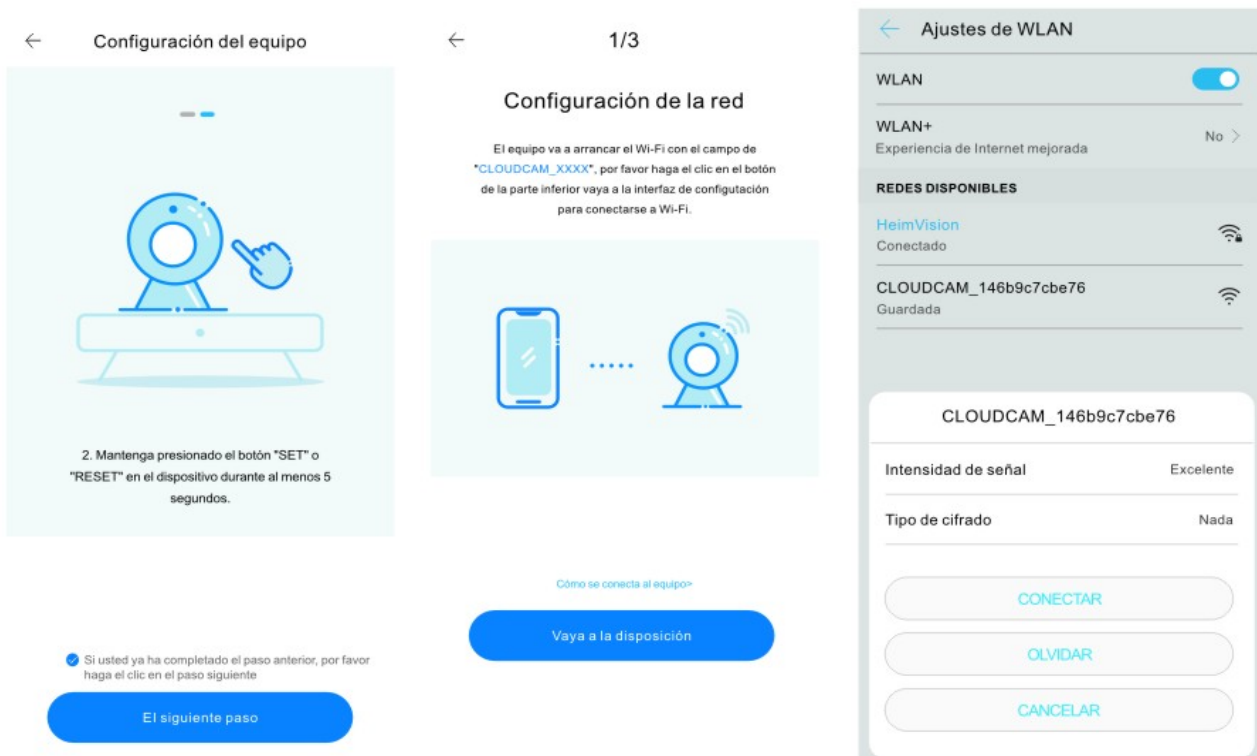 Configuración del equipo
2. Mantenga presionado el botón "SET" o
"RESET" en el dispositivo durante al menos 5
segundos.
Si usted ya ha completado el paso anterior, por favor
haga el clic en el paso siguiente
El siguiente paso
1/3
Configuración de la red
El equipo va a arrancar el Wi-Fi con el campo de
"CLOUDCAM_XXXX", por favor haga el clic en el botón
de la parte inferior vaya a la interfaz de configutación
para conectarse a Wi-Fi.
Cómo se conecta al equipo>
Vaya a la disposición
Ajustes de WLAN
WLAN
WLAN+
No >
Experiencia de Internet mejorada
REDES DISPONIBLES
HeimVision
Conectado
CLOUDCAM_146b9c7cbe76
Guardada
CLOUDCAM_146b9c7cbe76
Intensidad de señal Excelente
Tipo de cifrado Nada
CONECTAR
OLVIDAR
CANCELAR